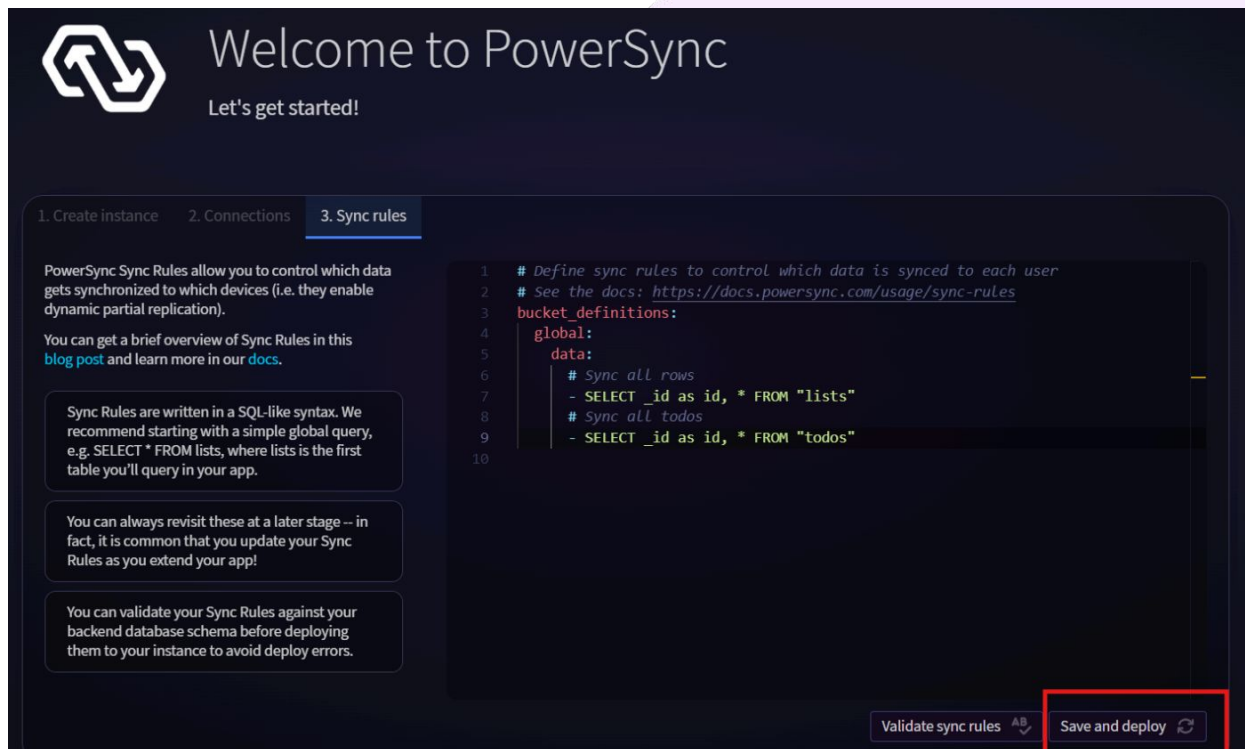 Welcome to PowerSync
Let's get started!
1. Create instance 2. Connections 3. Sync rules
PowerSync Sync Rules allow you to control which data
gets synchronized to which devices (i.e. they enable
dynamic partial replication).
You can get a brief overview of Sync Rules in this
blog post and learn more in our docs.
Sync Rules are written in a SQL-like syntax. We
recommend starting with a simple global query,
e.g. SELECT * FROM lists, where lists is the first
table you'll query in your app.
You can always revisit these at a later stage -- in
fact, it is common that you update your Sync
Rules as you extend your app!
You can validate your Sync Rules against your
backend database schema before deploying
them to your instance to avoid deploy errors.
1 # Define sync rules to control which data is synced to each user
2 # See the docs: https://docs.powersync.com/usage/sync-rules
3 bucket_definitions:
4 global:
5 data:
6 # Sync all rows
7 - SELECT _id as id, * FROM "lists"
8 # Sync all todos
9 - SELECT _id as id, * FROM "todos"
10
Validate sync rules AB Save and deploy